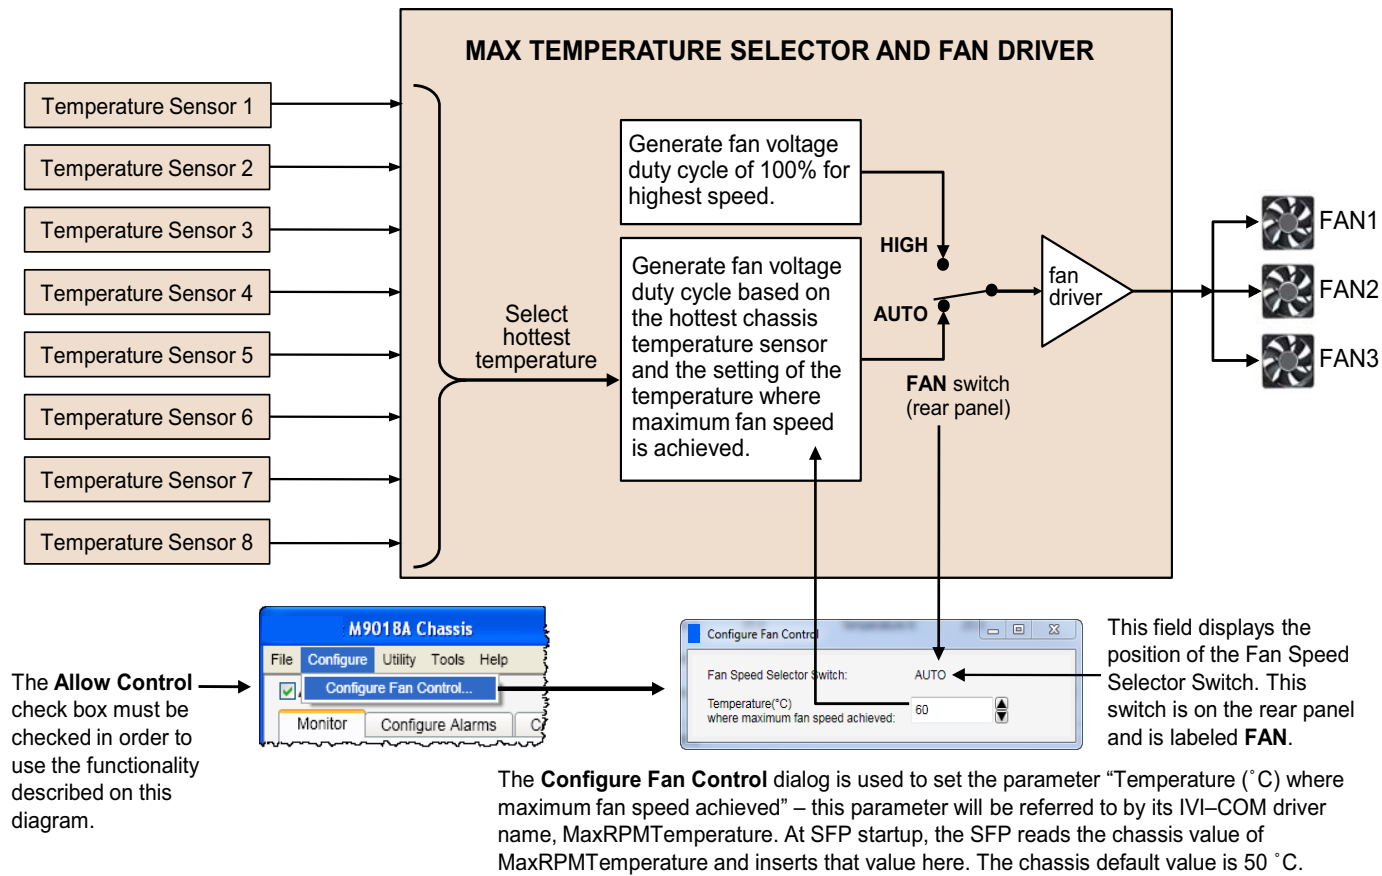 MAX TEMPERATURE SELECTOR AND FAN DRIVER
Temperature Sensor 1
Temperature Sensor 2
Temperature Sensor 3
Temperature Sensor 4
Temperature Sensor 5
Temperature Sensor 6
Temperature Sensor 7
Temperature Sensor 8
Select
hottest
temperature
Generate fan voltage
duty cycle of 100% for
highest speed.
Generate fan voltage
duty cycle based on
the hottest chassis
temperature sensor
and the setting of the
temperature where
maximum fan speed
is achieved.
HIGH
AUTO
FAN switch
(rear panel)
fan
driver
FAN1
FAN2
FAN3
The Allow Control
check box must be
checked in order to
use the functionality
described on this
diagram.
M9018A Chassis
File Configure Utility Tools Help
Configure Fan Control...
Monitor Configure Alarms
Configure Fan Control
Fan Speed Selector Switch: AUTO
Temperature(°C)
where maximum fan speed achieved: 60
This field displays the
position of the Fan Speed
Selector Switch. This
switch is on the rear panel
and is labeled FAN.
The Configure Fan Control dialog is used to set the parameter “Temperature (˚C) where
maximum fan speed achieved” – this parameter will be referred to by its IVI–COM driver
name, MaxRPMTemperature. At SFP startup, the SFP reads the chassis value of
MaxRPMTemperature and inserts that value here. The chassis default value is 50 ˚C.